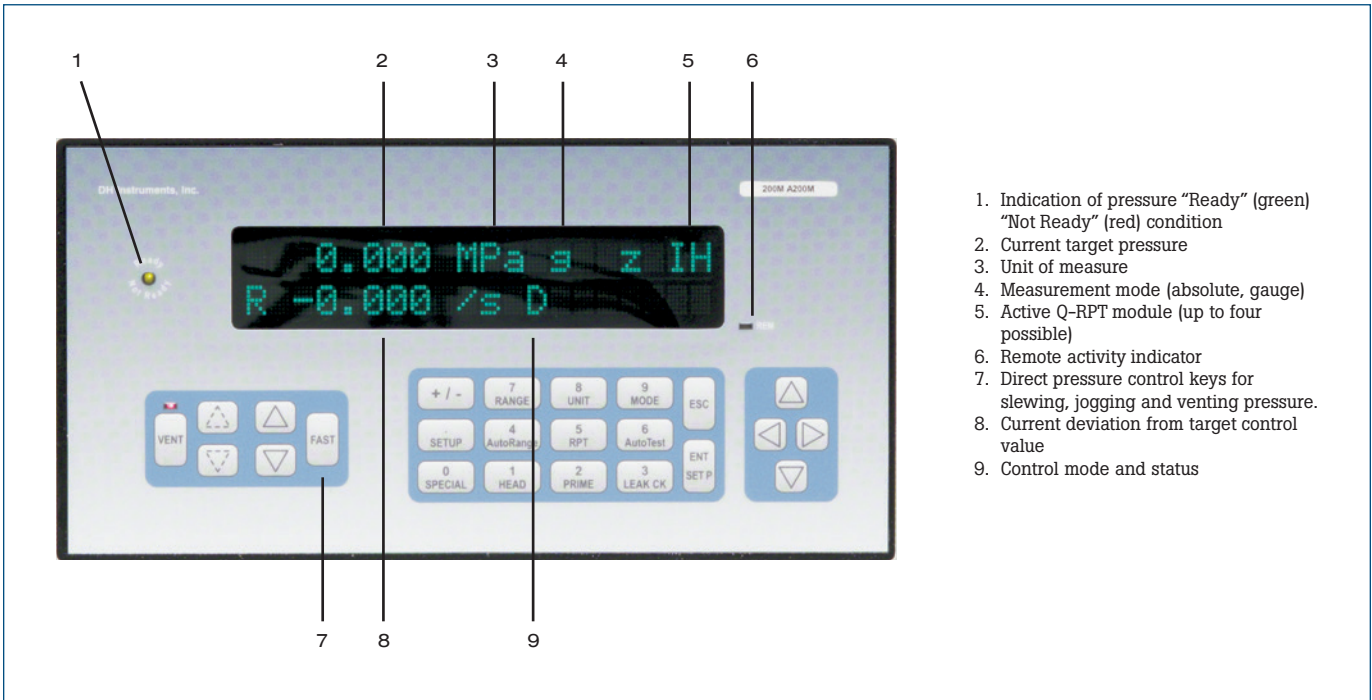 1 2 3 4 5 6
DH Instruments, Inc.
200M A200M
Ready
Not Ready
0.000 MPa g z IH
R -0.000 /s D
REM
VENT
FAST
+ / -
7
RANGE
8
UNIT
9
MODE
ESC
.
SETUP
4
AutoRange
5
RPT
6
AutoTest
ENT
SET P
0
SPECIAL
1
HEAD
2
PRIME
3
LEAK CK
7 8 9
1. Indication of pressure “Ready” (green)
“Not Ready” (red) condition
2. Current target pressure
3. Unit of measure
4. Measurement mode (absolute, gauge)
5. Active Q-RPT module (up to four
possible)
6. Remote activity indicator
7. Direct pressure control keys for
slewing, jogging and venting pressure.
8. Current deviation from target control
value
9. Control mode and status